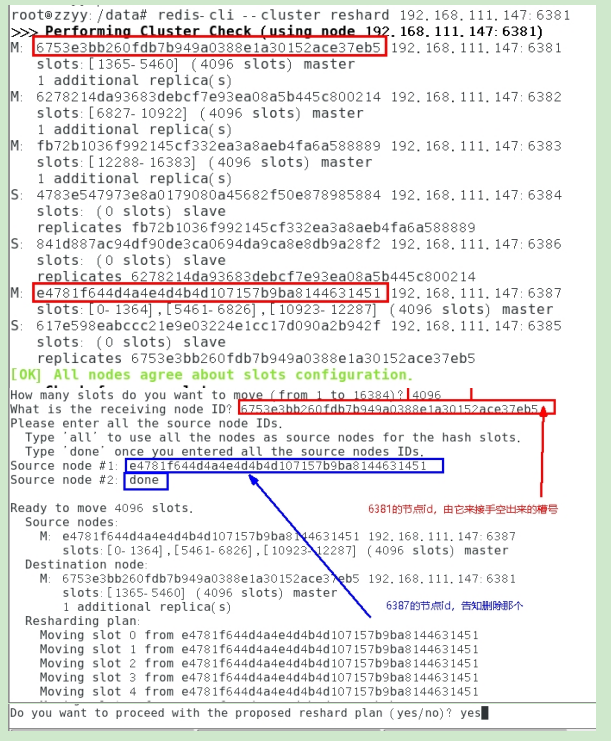 root@zzyy:/data# redis-cli --cluster reshard 192.168.111.147:6381
>>> Performing Cluster Check (using node 192.168.111.147:6381)
M: 6753e3bb260fdb7b949a0388e1a30152ace37eb5 192.168.111.147:6381
slots:[1365-5460] (4096 slots) master
1 additional replica(s)
M: 6278214da93683debcf7e93ea08a5b445c800214 192.168.111.147:6382
slots:[6827-10922] (4096 slots) master
1 additional replica(s)
M: fb72b1036f992145cf332ea3a8aeb4fa6a588889 192.168.111.147:6383
slots:[12288-16383] (4096 slots) master
1 additional replica(s)
S: 4783e547973e8a0179080a45682f50e878985884 192.168.111.147:6384
slots: (0 slots) slave
replicates fb72b1036f992145cf332ea3a8aeb4fa6a588889
S: 841d887ac94df90de3ca0694da9ca8e8db9a28f2 192.168.111.147:6386
slots: (0 slots) slave
replicates 6278214da93683debcf7e93ea08a5b445c800214
M: e4781f644d4a4e4d4b4d107157b9ba8144631451 192.168.111.147:6387
slots:[0-1364],[5461-6826],[10923-12287] (4096 slots) master
S: 617e598eabccc21e9e03224e1cc17d090a2b942f 192.168.111.147:6385
slots: (0 slots) slave
replicates 6753e3bb260fdb7b949a0388e1a30152ace37eb5
[OK] All nodes agree about slots configuration.
How many slots do you want to move (from 1 to 16384)? 4096
What is the receiving node ID? 6753e3bb260fdb7b949a0388e1a30152ace37eb5
Please enter all the source node IDs.
Type 'all' to use all the nodes as source nodes for the hash slots.
Type 'done' once you entered all the source nodes IDs.
Source node #1: e4781f644d4a4e4d4b4d107157b9ba8144631451
Source node #2: done
6381的节点id，由它来接手空出来的槽号
Ready to move 4096 slots.
Source nodes:
M: e4781f644d4a4e4d4b4d107157b9ba8144631451 192.168.111.147:6387
slots:[0-1364],[5461-6826],[10923-12287] (4096 slots) master
Destination node:
M: 6753e3bb260fdb7b949a0388e1a30152ace37eb5 192.168.111.147:6381
slots:[1365-5460] (4096 slots) master
1 additional replica(s)
6387的节点id，告知删除那个
Resharding plan:
Moving slot 0 from e4781f644d4a4e4d4b4d107157b9ba8144631451
Moving slot 1 from e4781f644d4a4e4d4b4d107157b9ba8144631451
Moving slot 2 from e4781f644d4a4e4d4b4d107157b9ba8144631451
Moving slot 3 from e4781f644d4a4e4d4b4d107157b9ba8144631451
Moving slot 4 from e4781f644d4a4e4d4b4d107157b9ba8144631451
Do you want to proceed with the proposed reshard plan (yes/no)? yes